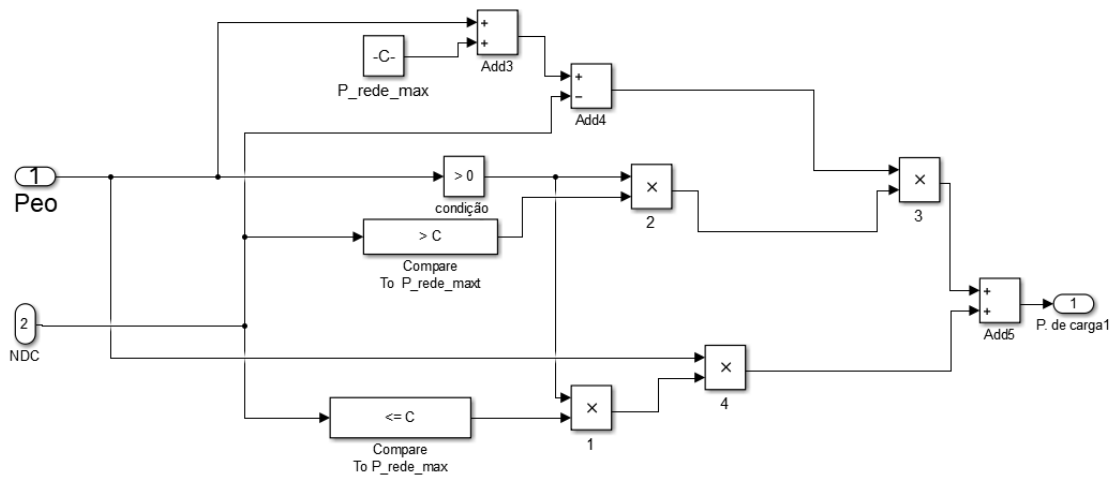 +
+
Add3
-C-
P_rede_max
+
−
Add4
1
Peo
> 0
condição
×
2
×
3
> C
Compare
To P_rede_maxt
2
NDC
+
+
Add5
1
P. de carga1
×
4
<= C
Compare
To P_rede_max
×
1